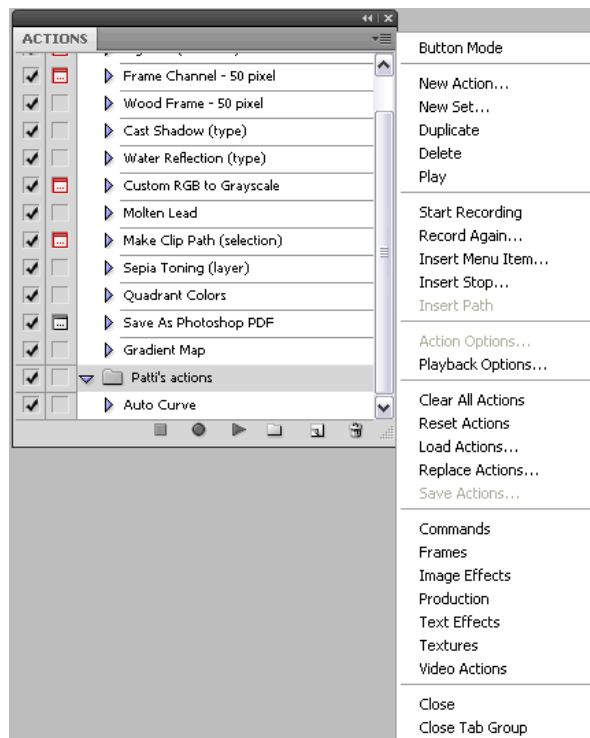 ACTIONS
Frame Channel - 50 pixel
Wood Frame - 50 pixel
Cast Shadow (type)
Water Reflection (type)
Custom RGB to Grayscale
Molten Lead
Make Clip Path (selection)
Sepia Toning (layer)
Quadrant Colors
Save As Photoshop PDF
Gradient Map
Patti's actions
Auto Curve
Button Mode
New Action...
New Set...
Duplicate
Delete
Play
Start Recording
Record Again...
Insert Menu Item...
Insert Stop...
Insert Path
Action Options...
Playback Options...
Clear All Actions
Reset Actions
Load Actions...
Replace Actions...
Save Actions...
Commands
Frames
Image Effects
Production
Text Effects
Textures
Video Actions
Close
Close Tab Group